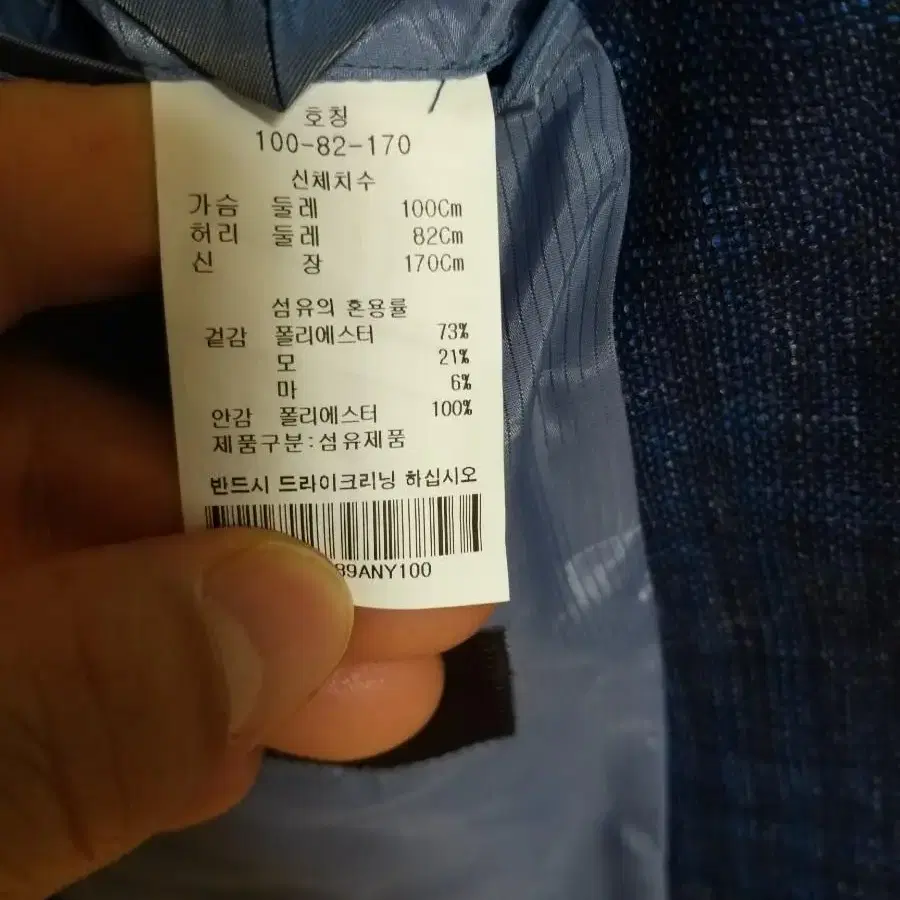 호칭
100-82-170
신체치수
가슴 둘레 100Cm
허리 둘레 82Cm
신 장 170Cm
섬유의 혼용률
겉감 폴리에스터 73%
모 21%
마 6%
안감 폴리에스터 100%
제품구분:섬유제품
반드시 드라이크리닝 하십시오
89ANY100